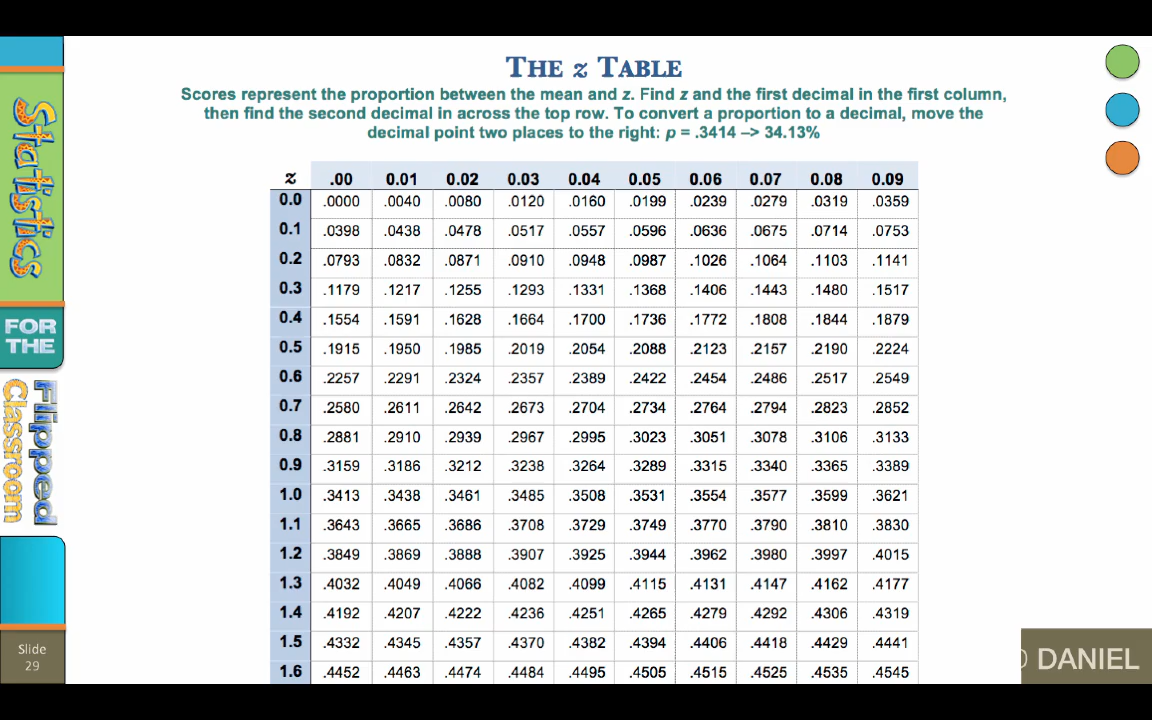 THE z TABLE
Scores represent the proportion between the mean and z. Find z and the first decimal in the first column,
then find the second decimal in across the top row. To convert a proportion to a decimal, move the
decimal point two places to the right: p = .3414 –> 34.13%
z .00 0.01 0.02 0.03 0.04 0.05 0.06 0.07 0.08 0.09
0.0 .0000 .0040 .0080 .0120 .0160 .0199 .0239 .0279 .0319 .0359
0.1 .0398 .0438 .0478 .0517 .0557 .0596 .0636 .0675 .0714 .0753
0.2 .0793 .0832 .0871 .0910 .0948 .0987 .1026 .1064 .1103 .1141
0.3 .1179 .1217 .1255 .1293 .1331 .1368 .1406 .1443 .1480 .1517
0.4 .1554 .1591 .1628 .1664 .1700 .1736 .1772 .1808 .1844 .1879
0.5 .1915 .1950 .1985 .2019 .2054 .2088 .2123 .2157 .2190 .2224
0.6 .2257 .2291 .2324 .2357 .2389 .2422 .2454 .2486 .2517 .2549
0.7 .2580 .2611 .2642 .2673 .2704 .2734 .2764 .2794 .2823 .2852
0.8 .2881 .2910 .2939 .2967 .2995 .3023 .3051 .3078 .3106 .3133
0.9 .3159 .3186 .3212 .3238 .3264 .3289 .3315 .3340 .3365 .3389
1.0 .3413 .3438 .3461 .3485 .3508 .3531 .3554 .3577 .3599 .3621
1.1 .3643 .3665 .3686 .3708 .3729 .3749 .3770 .3790 .3810 .3830
1.2 .3849 .3869 .3888 .3907 .3925 .3944 .3962 .3980 .3997 .4015
1.3 .4032 .4049 .4066 .4082 .4099 .4115 .4131 .4147 .4162 .4177
1.4 .4192 .4207 .4222 .4236 .4251 .4265 .4279 .4292 .4306 .4319
1.5 .4332 .4345 .4357 .4370 .4382 .4394 .4406 .4418 .4429 .4441
1.6 .4452 .4463 .4474 .4484 .4495 .4505 .4515 .4525 .4535 .4545
Statistics
FOR
THE
Flipped
Classroom
Slide
29
DANIEL